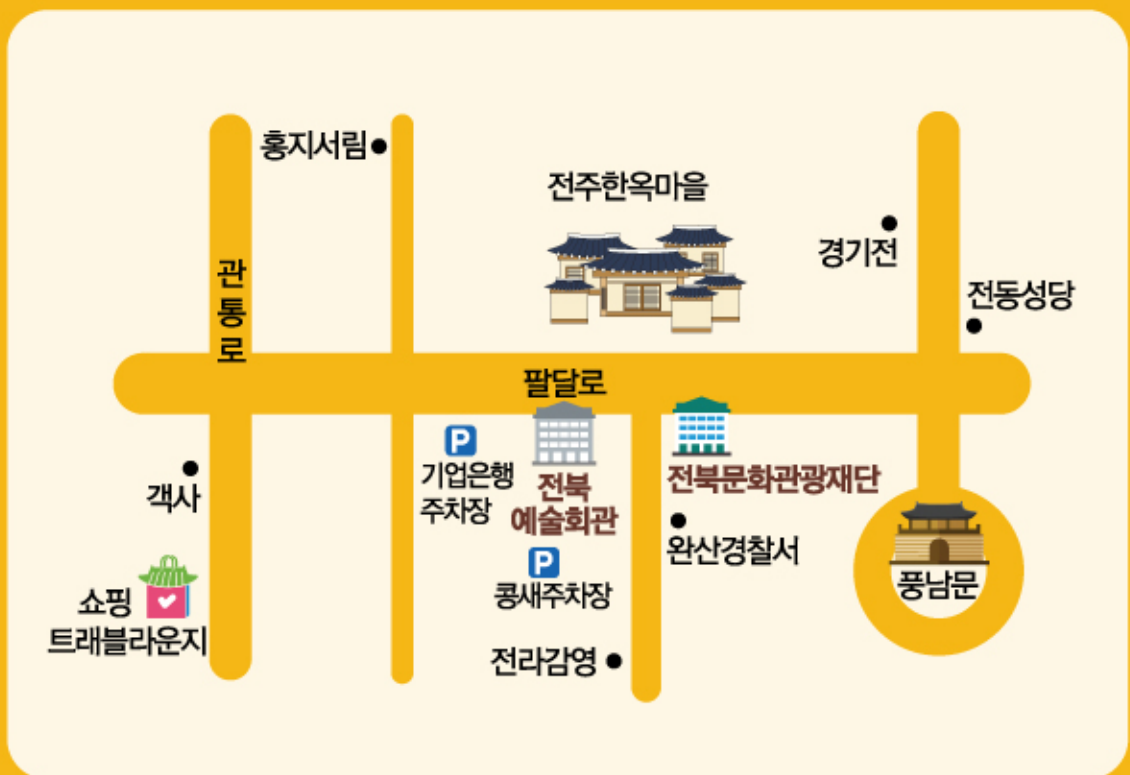 홍지서림
전주한옥마을
경기전
관통로
전동성당
팔달로
P
기업은행
주차장
전북
예술회관
전북문화관광재단
객사
완산경찰서
P
콩새주차장
풍남문
쇼핑
트래블라운지
전라감영